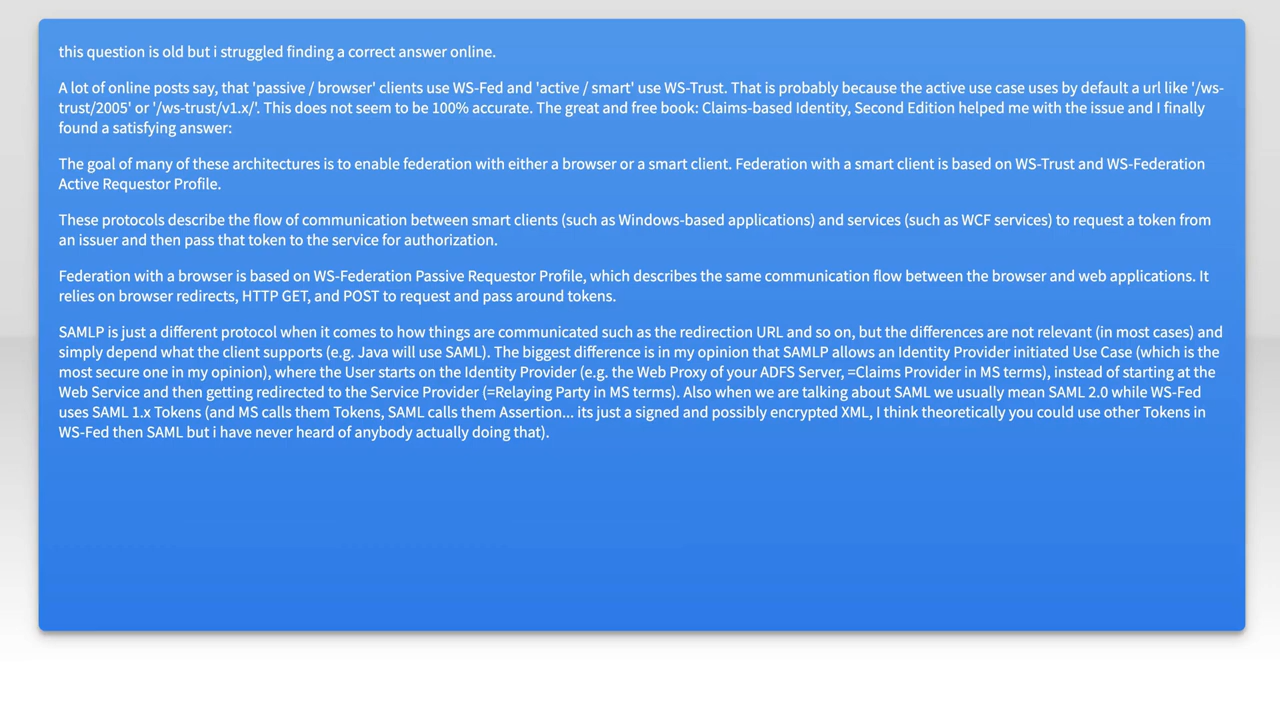 this question is old but i struggled finding a correct answer online.
A lot of online posts say, that 'passive / browser' clients use WS-Fed and 'active / smart' use WS-Trust. That is probably because the active use case uses by default a url like '/ws-
trust/2005' or '/ws-trust/v1.x/'. This does not seem to be 100% accurate. The great and free book: Claims-based Identity, Second Edition helped me with the issue and I finally
found a satisfying answer:
The goal of many of these architectures is to enable federation with either a browser or a smart client. Federation with a smart client is based on WS-Trust and WS-Federation
Active Requestor Profile.
These protocols describe the flow of communication between smart clients (such as Windows-based applications) and services (such as WCF services) to request a token from
an issuer and then pass that token to the service for authorization.
Federation with a browser is based on WS-Federation Passive Requestor Profile, which describes the same communication flow between the browser and web applications. It
relies on browser redirects, HTTP GET, and POST to request and pass around tokens.
SAMLP is just a different protocol when it comes to how things are communicated such as the redirection URL and so on, but the differences are not relevant (in most cases) and
simply depend what the client supports (e.g. Java will use SAML). The biggest difference is in my opinion that SAMLP allows an Identity Provider initiated Use Case (which is the
most secure one in my opinion), where the User starts on the Identity Provider (e.g. the Web Proxy of your ADFS Server, =Claims Provider in MS terms), instead of starting at the
Web Service and then getting redirected to the Service Provider (=Relaying Party in MS terms). Also when we are talking about SAML we usually mean SAML 2.0 while WS-Fed
uses SAML 1.x Tokens (and MS calls them Tokens, SAML calls them Assertion... its just a signed and possibly encrypted XML, I think theoretically you could use other Tokens in
WS-Fed then SAML but i have never heard of anybody actually doing that).